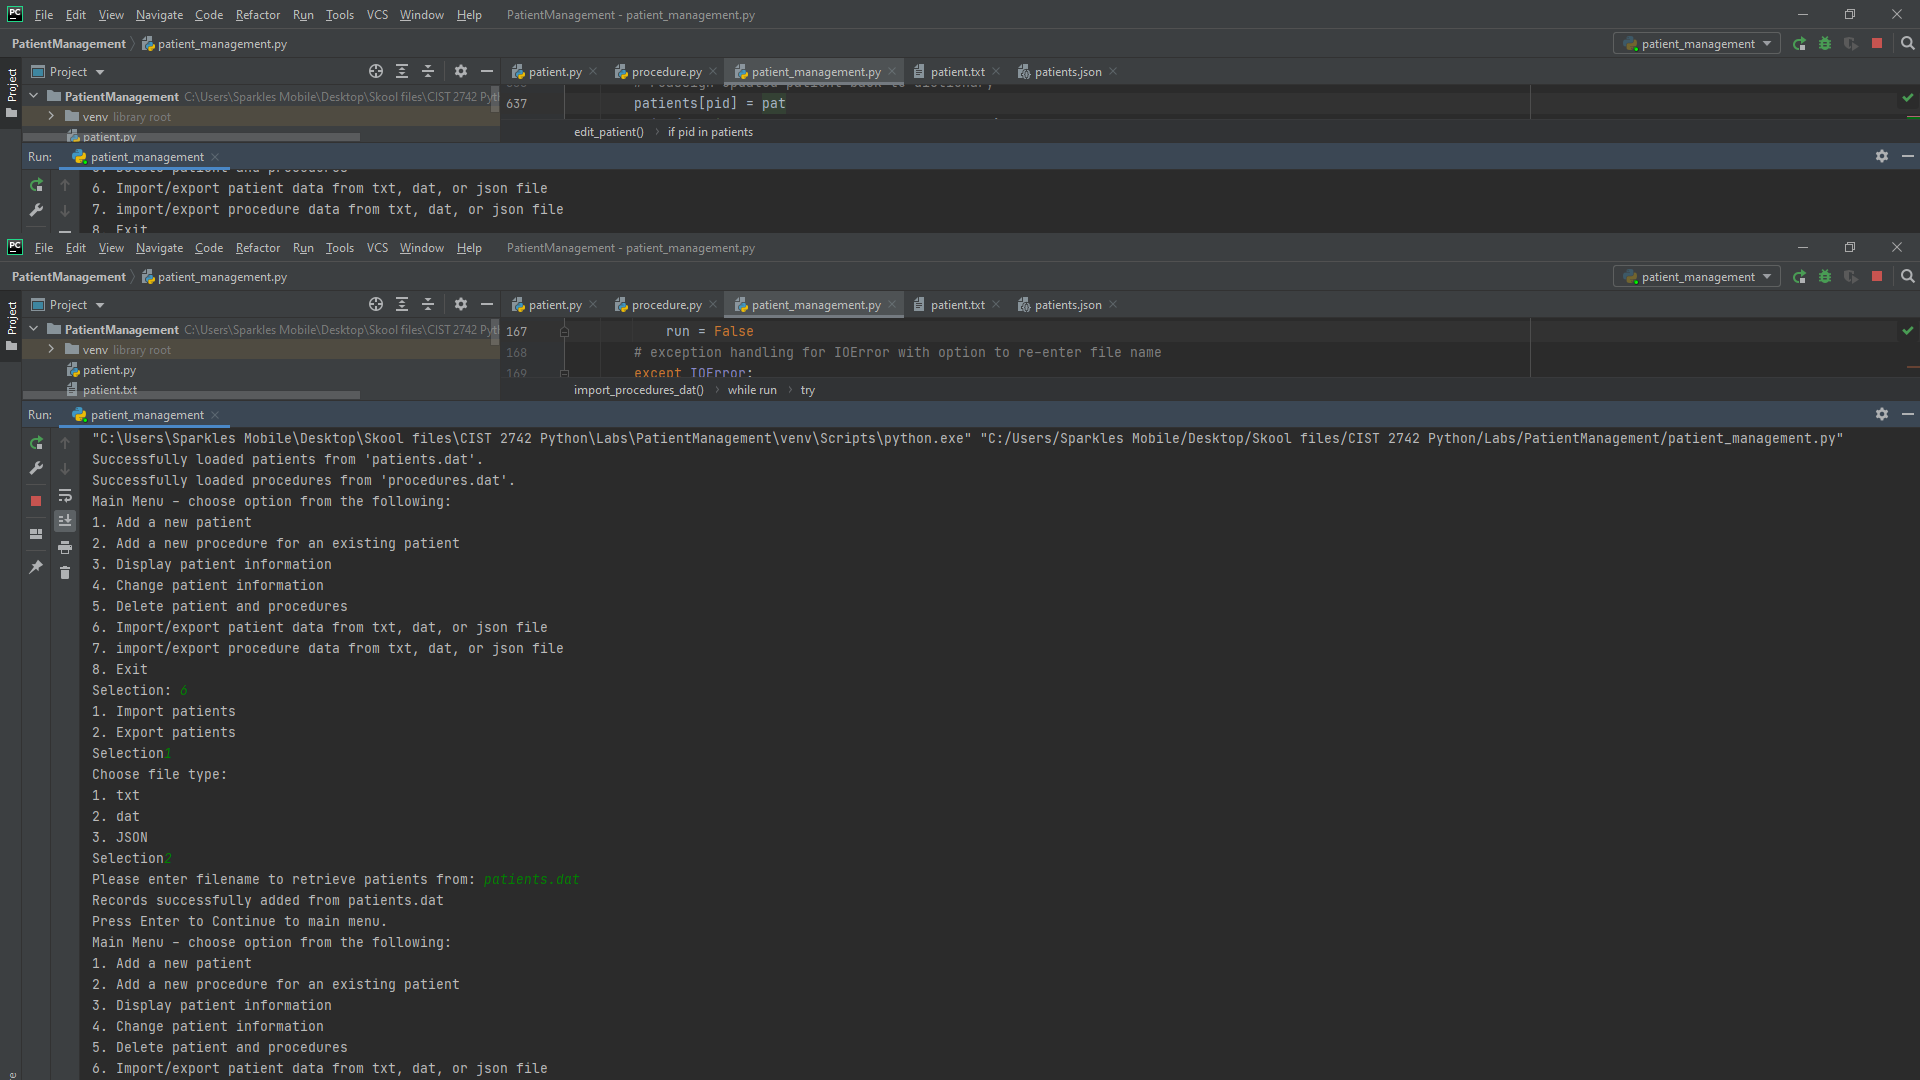 PC File Edit View Navigate Code Refactor Run Tools VCS Window Help PatientManagement - patient_management.py
PatientManagement patient_management.py patient_management
Project Project patient.py procedure.py patient_management.py patient.txt patients.json
# reassign updated patient back to dictionary
PatientManagement C:\Users\Sparkles Mobile\Desktop\Skool files\CIST 2742 Pyt
637 patients[pid] = pat
venv library root
patient.py
edit_patient() if pid in patients
Run: patient_management
5. Delete patient and procedures
6. Import/export patient data from txt, dat, or json file
7. import/export procedure data from txt, dat, or json file
8. Exit
PC File Edit View Navigate Code Refactor Run Tools VCS Window Help PatientManagement - patient_management.py
PatientManagement patient_management.py patient_management
Project Project patient.py procedure.py patient_management.py patient.txt patients.json
PatientManagement C:\Users\Sparkles Mobile\Desktop\Skool files\CIST 2742 Pyt
167 run = False
venv library root
168 # exception handling for IOError with option to re-enter file name
patient.py
169 except IOError:
patient.txt
import_procedures_dat() while run try
Run: patient_management
"C:\Users\Sparkles Mobile\Desktop\Skool files\CIST 2742 Python\Labs\PatientManagement\venv\Scripts\python.exe" "C:/Users/Sparkles Mobile/Desktop/Skool files/CIST 2742 Python/Labs/PatientManagement/patient_management.py"
Successfully loaded patients from 'patients.dat'.
Successfully loaded procedures from 'procedures.dat'.
Main Menu - choose option from the following:
1. Add a new patient
2. Add a new procedure for an existing patient
3. Display patient information
4. Change patient information
5. Delete patient and procedures
6. Import/export patient data from txt, dat, or json file
7. import/export procedure data from txt, dat, or json file
8. Exit
Selection: 6
1. Import patients
2. Export patients
Selection1
Choose file type:
1. txt
2. dat
3. JSON
Selection2
Please enter filename to retrieve patients from: patients.dat
Records successfully added from patients.dat
Press Enter to Continue to main menu.
Main Menu - choose option from the following:
1. Add a new patient
2. Add a new procedure for an existing patient
3. Display patient information
4. Change patient information
5. Delete patient and procedures
6. Import/export patient data from txt, dat, or json file